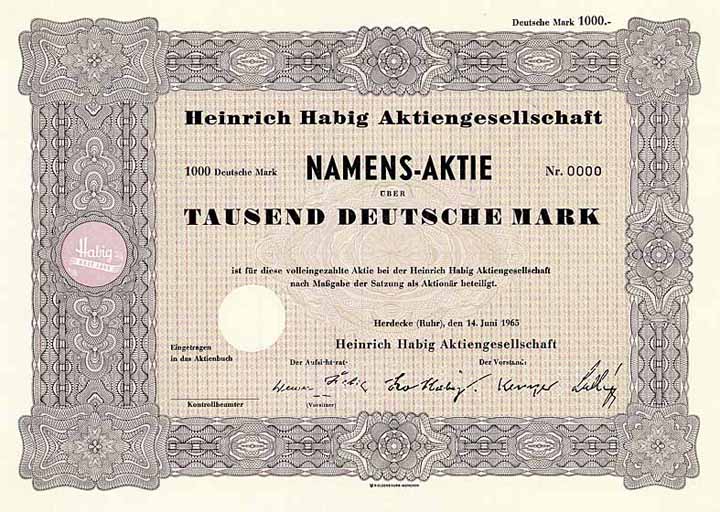 Deutsche Mark 1000.-
Heinrich Habig Aktiengesellschaft
1000 Deutsche Mark NAMENS-AKTIE Nr. 0000
ÜBER
TAUSEND DEUTSCHE MARK
Habig
ist für diese volleingezahlte Aktie bei der Heinrich Habig Aktiengesellschaft
nach Maßgabe der Satzung als Aktionär beteiligt.
Herdecke (Ruhr), den 14. Juni 1965
Heinrich Habig Aktiengesellschaft
Eingetragen
in das Aktienbuch
Der Aufsichtsrat: Der Vorstand:
Kontrollbeamter
(Vorsitzer)